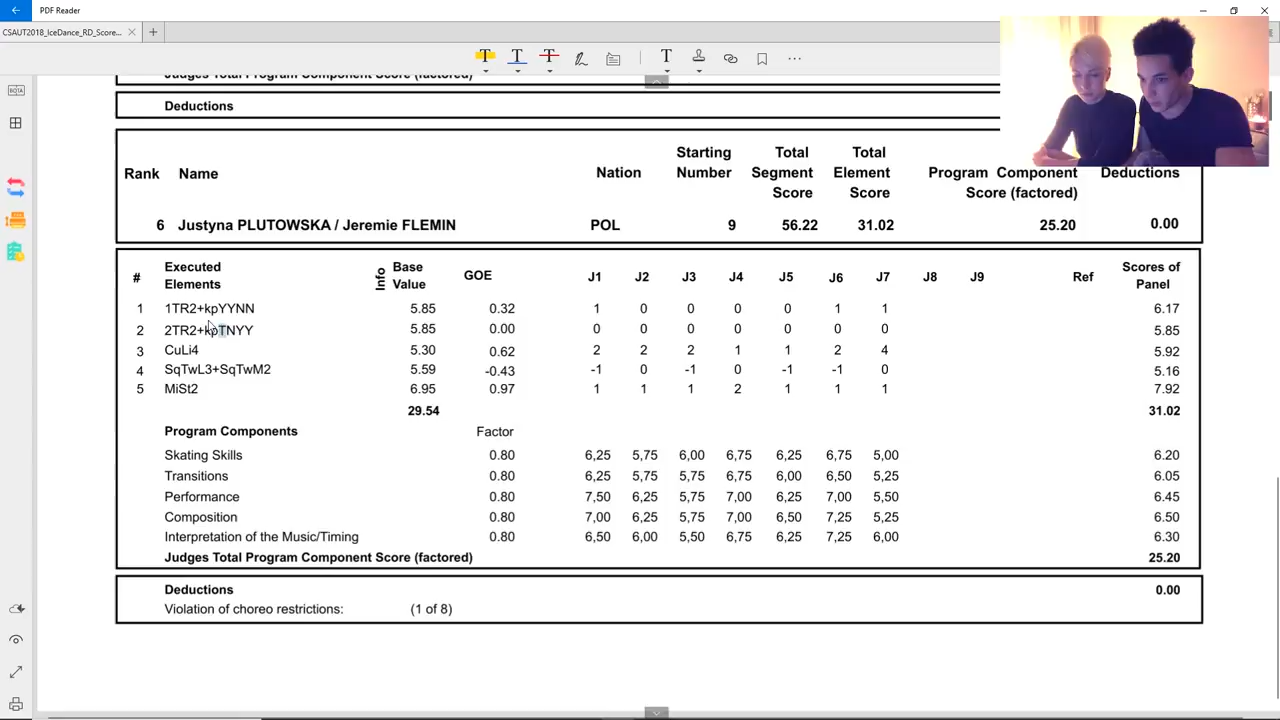 PDF Reader
CSAUT2018_IceDance_RD_Score...
Judges Total Program Component Score (factored)
Deductions
Rank Name Nation Starting Number Total Segment Score Total Element Score Program Component Score (factored) Deductions
6 Justyna PLUTOWSKA / Jeremie FLEMIN POL 9 56.22 31.02 25.20 0.00
# Executed Elements Info Base Value GOE J1 J2 J3 J4 J5 J6 J7 J8 J9 Ref Scores of Panel
1 1TR2+kpYYNN 5.85 0.32 1 0 0 0 0 1 1 6.17
2 2TR2+kpTNYY 5.85 0.00 0 0 0 0 0 0 0 5.85
3 CuLi4 5.30 0.62 2 2 2 1 1 2 4 5.92
4 SqTwL3+SqTwM2 5.59 -0.43 -1 0 -1 0 -1 -1 0 5.16
5 MiSt2 6.95 0.97 1 1 1 2 1 1 1 7.92
29.54 31.02
Program Components Factor
Skating Skills 0.80 6,25 5,75 6,00 6,75 6,25 6,75 5,00 6.20
Transitions 0.80 6,25 5,75 5,75 6,75 6,00 6,50 5,25 6.05
Performance 0.80 7,50 6,25 5,75 7,00 6,25 7,00 5,50 6.45
Composition 0.80 7,00 6,25 5,75 7,00 6,50 7,25 5,25 6.50
Interpretation of the Music/Timing 0.80 6,50 6,00 5,50 6,75 6,25 7,25 6,00 6.30
Judges Total Program Component Score (factored) 25.20
Deductions 0.00
Violation of choreo restrictions: (1 of 8)